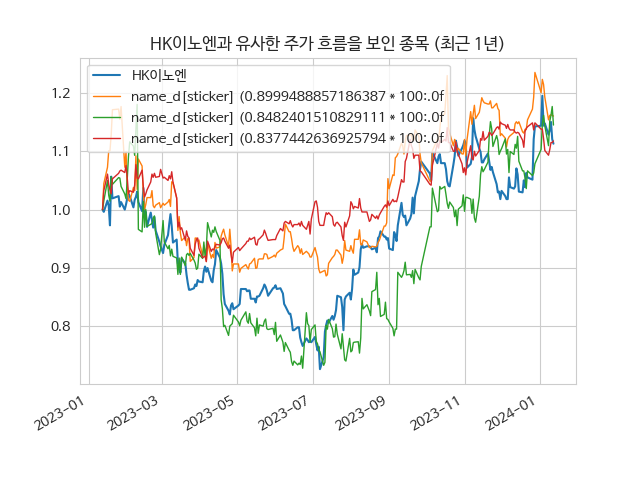 HK이노엔과 유사한 주가 흐름을 보인 종목 (최근 1년)
HK이노엔
name_d[sticker] (0.8999488857186387 * 100:.0f
name_d[sticker] (0.8482401510829111 * 100:.0f
name_d[sticker] (0.8377442636925794 * 100:.0f
1.2
1.1
1.0
0.9
0.8
2023-01
2023-03
2023-05
2023-07
2023-09
2023-11
2024-01